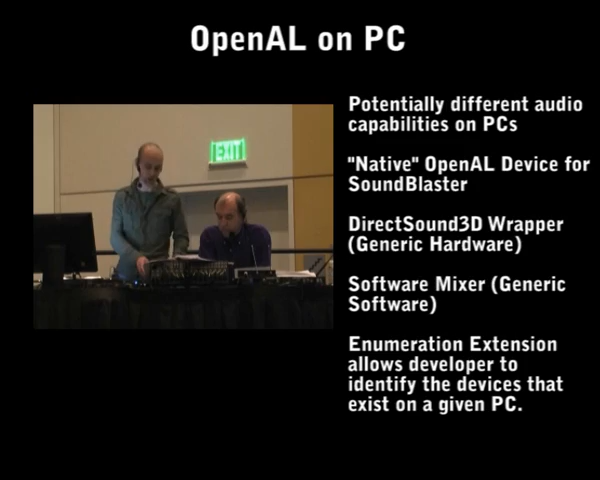 OpenAL on PC
EXIT
Potentially different audio
capabilities on PCs
"Native" OpenAL Device for
SoundBlaster
DirectSound3D Wrapper
(Generic Hardware)
Software Mixer (Generic
Software)
Enumeration Extension
allows developer to
identify the devices that
exist on a given PC.